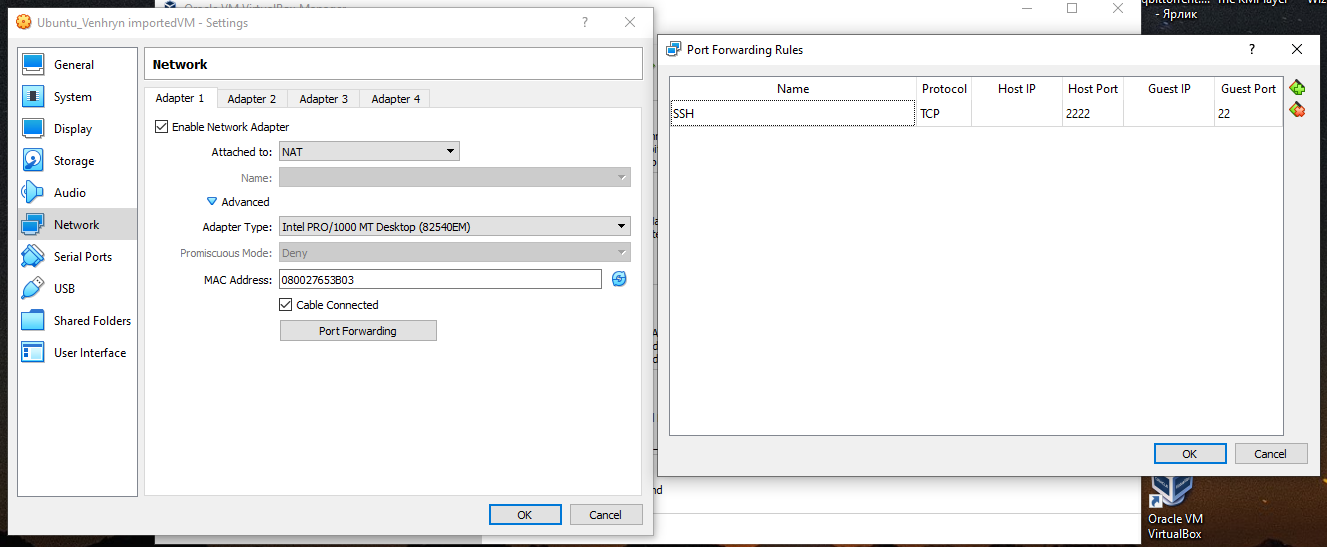 Oracle VM VirtualBox Manager
- Ярлик
Ubuntu_Venhryn importedVM - Settings
?
General
System
Display
Storage
Audio
Network
Serial Ports
USB
Shared Folders
User Interface
Network
Adapter 1
Adapter 2
Adapter 3
Adapter 4
Enable Network Adapter
Attached to: NAT
Name:
Advanced
Adapter Type: Intel PRO/1000 MT Desktop (82540EM)
Promiscuous Mode: Deny
MAC Address: 080027653B03
Cable Connected
Port Forwarding
OK
Cancel
Port Forwarding Rules
?
Name Protocol Host IP Host Port Guest IP Guest Port
SSH TCP 2222 22
OK
Cancel
Oracle VM
VirtualBox